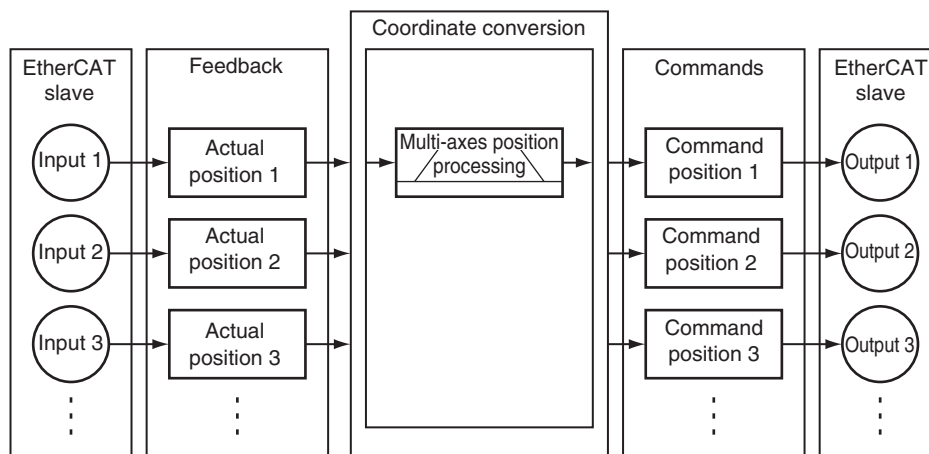 Coordinate conversion
EtherCAT
slave
Feedback
Commands
EtherCAT
slave
Input 1
Actual
position 1
Multi-axes position
processing
Command
position 1
Output 1
Input 2
Actual
position 2
Command
position 2
Output 2
Input 3
Actual
position 3
Command
position 3
Output 3